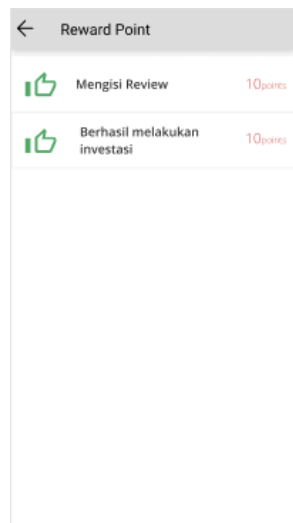 Reward Point
Mengisi Review
10points
Berhasil melakukan
investasi
10points